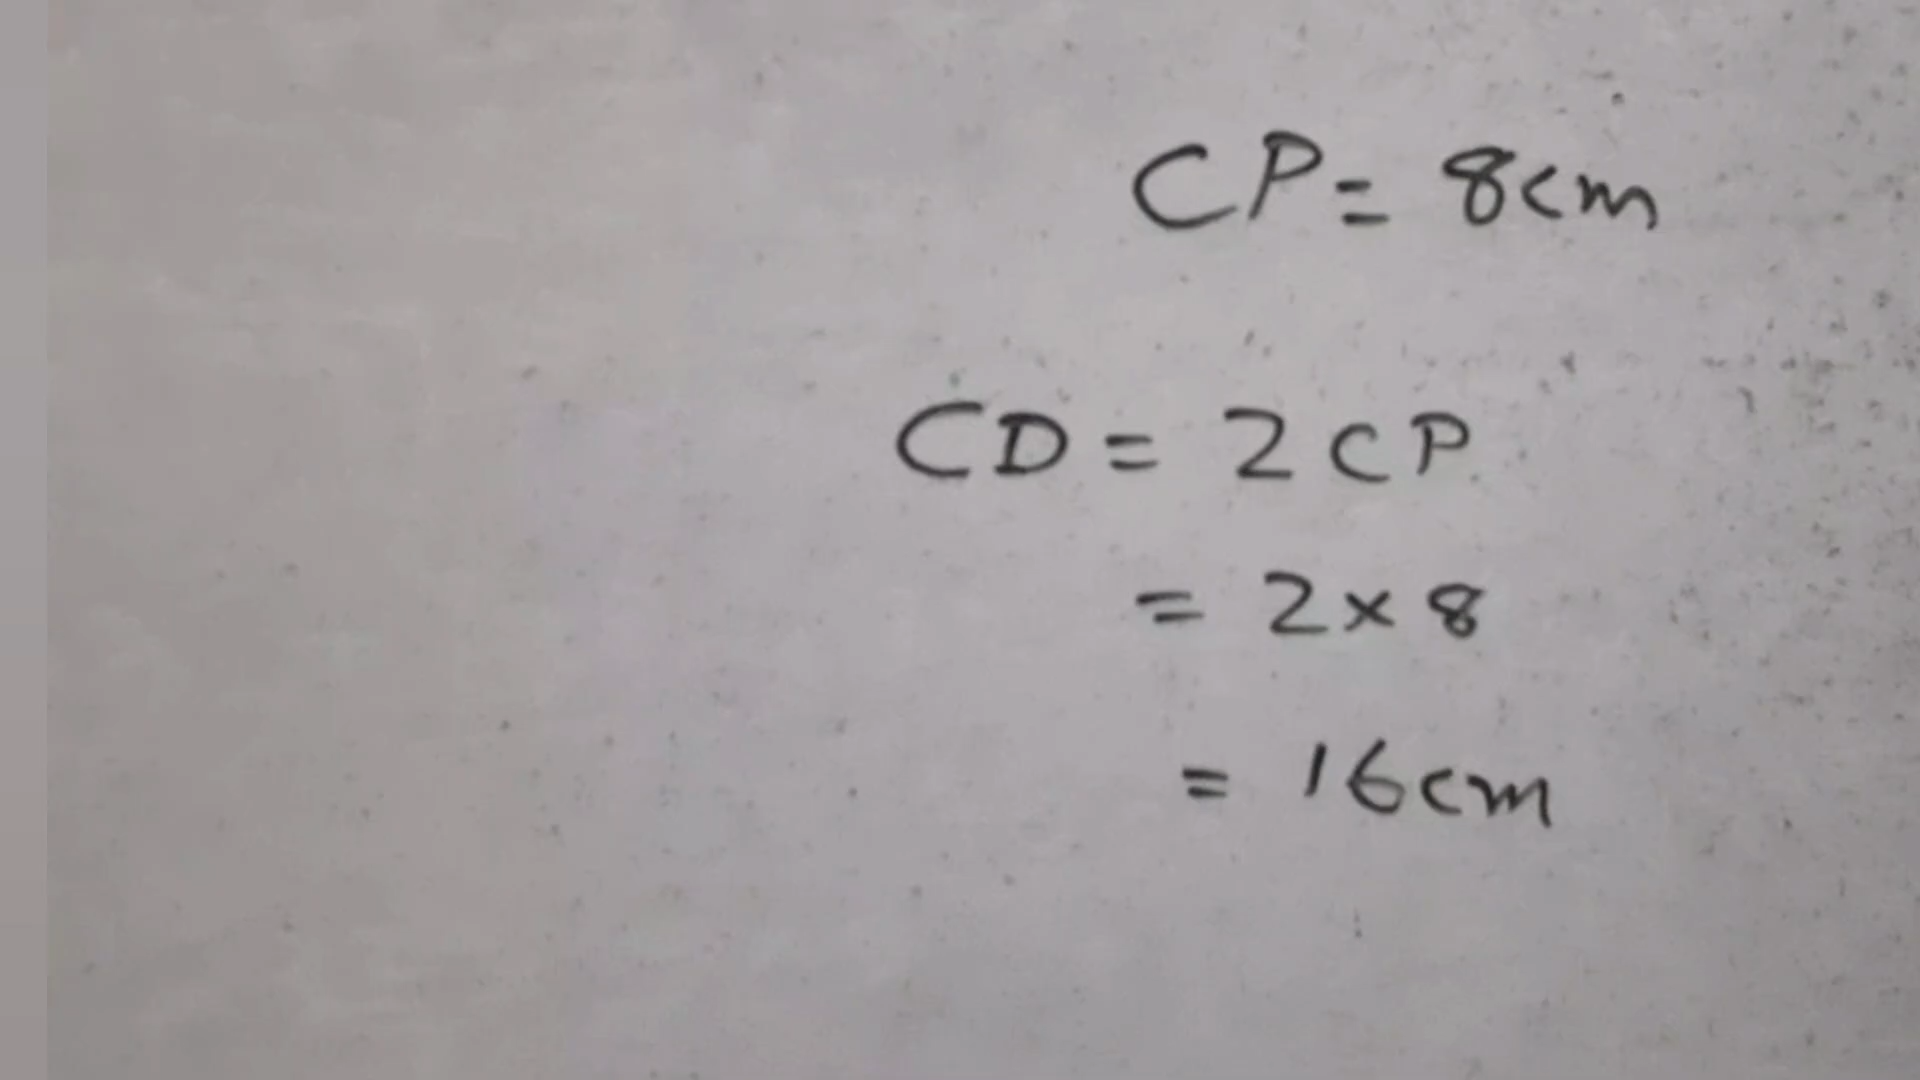 CP = 8cm
CD = 2CP
= 2 × 8
= 16cm